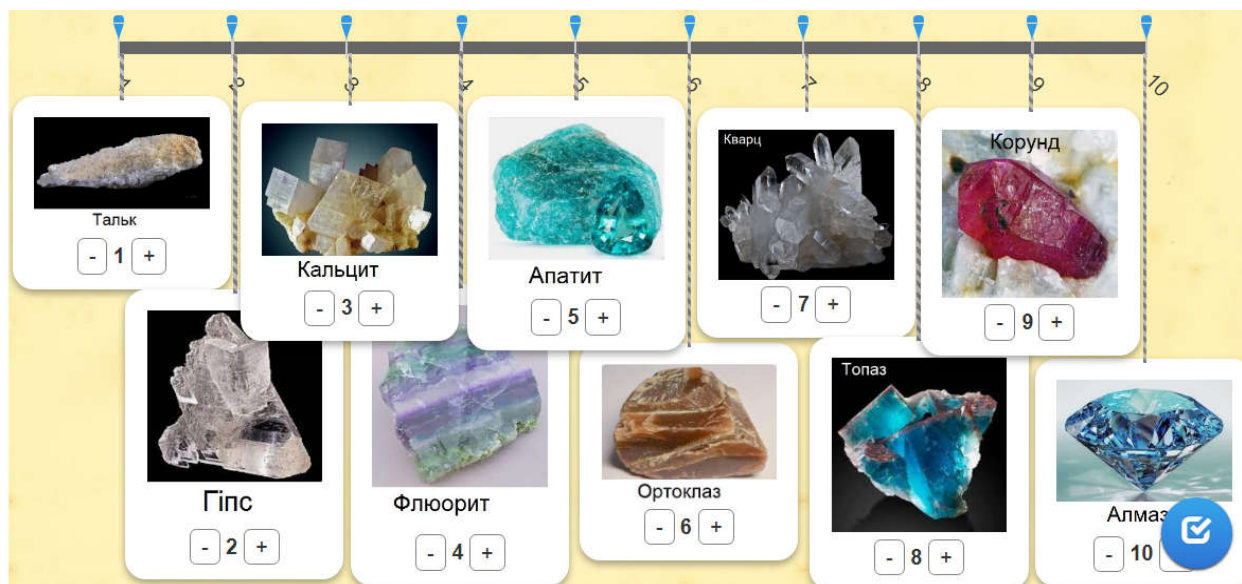 1 2 3 4 5 6 7 8 9 10
Тальк
- 1 +
Гіпс
- 2 +
Кальцит
- 3 +
Флюорит
- 4 +
Апатит
- 5 +
Ортоклаз
- 6 +
Кварц
- 7 +
Топаз
- 8 +
Корунд
- 9 +
Алмаз
- 10